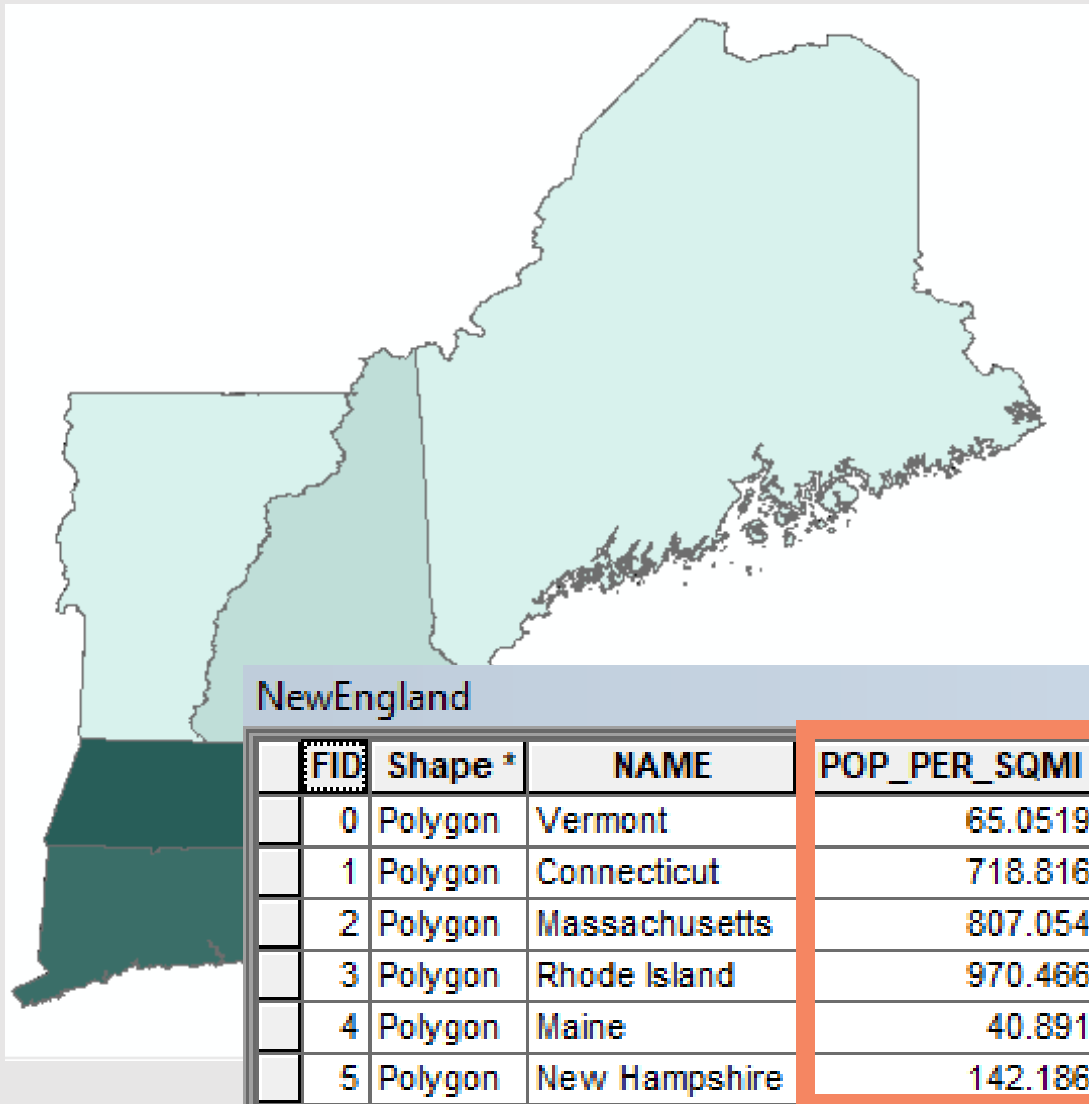 NewEngland
FID Shape * NAME POP_PER_SQMI
0 Polygon Vermont 65.0519
1 Polygon Connecticut 718.816
2 Polygon Massachusetts 807.054
3 Polygon Rhode Island 970.466
4 Polygon Maine 40.891
5 Polygon New Hampshire 142.186